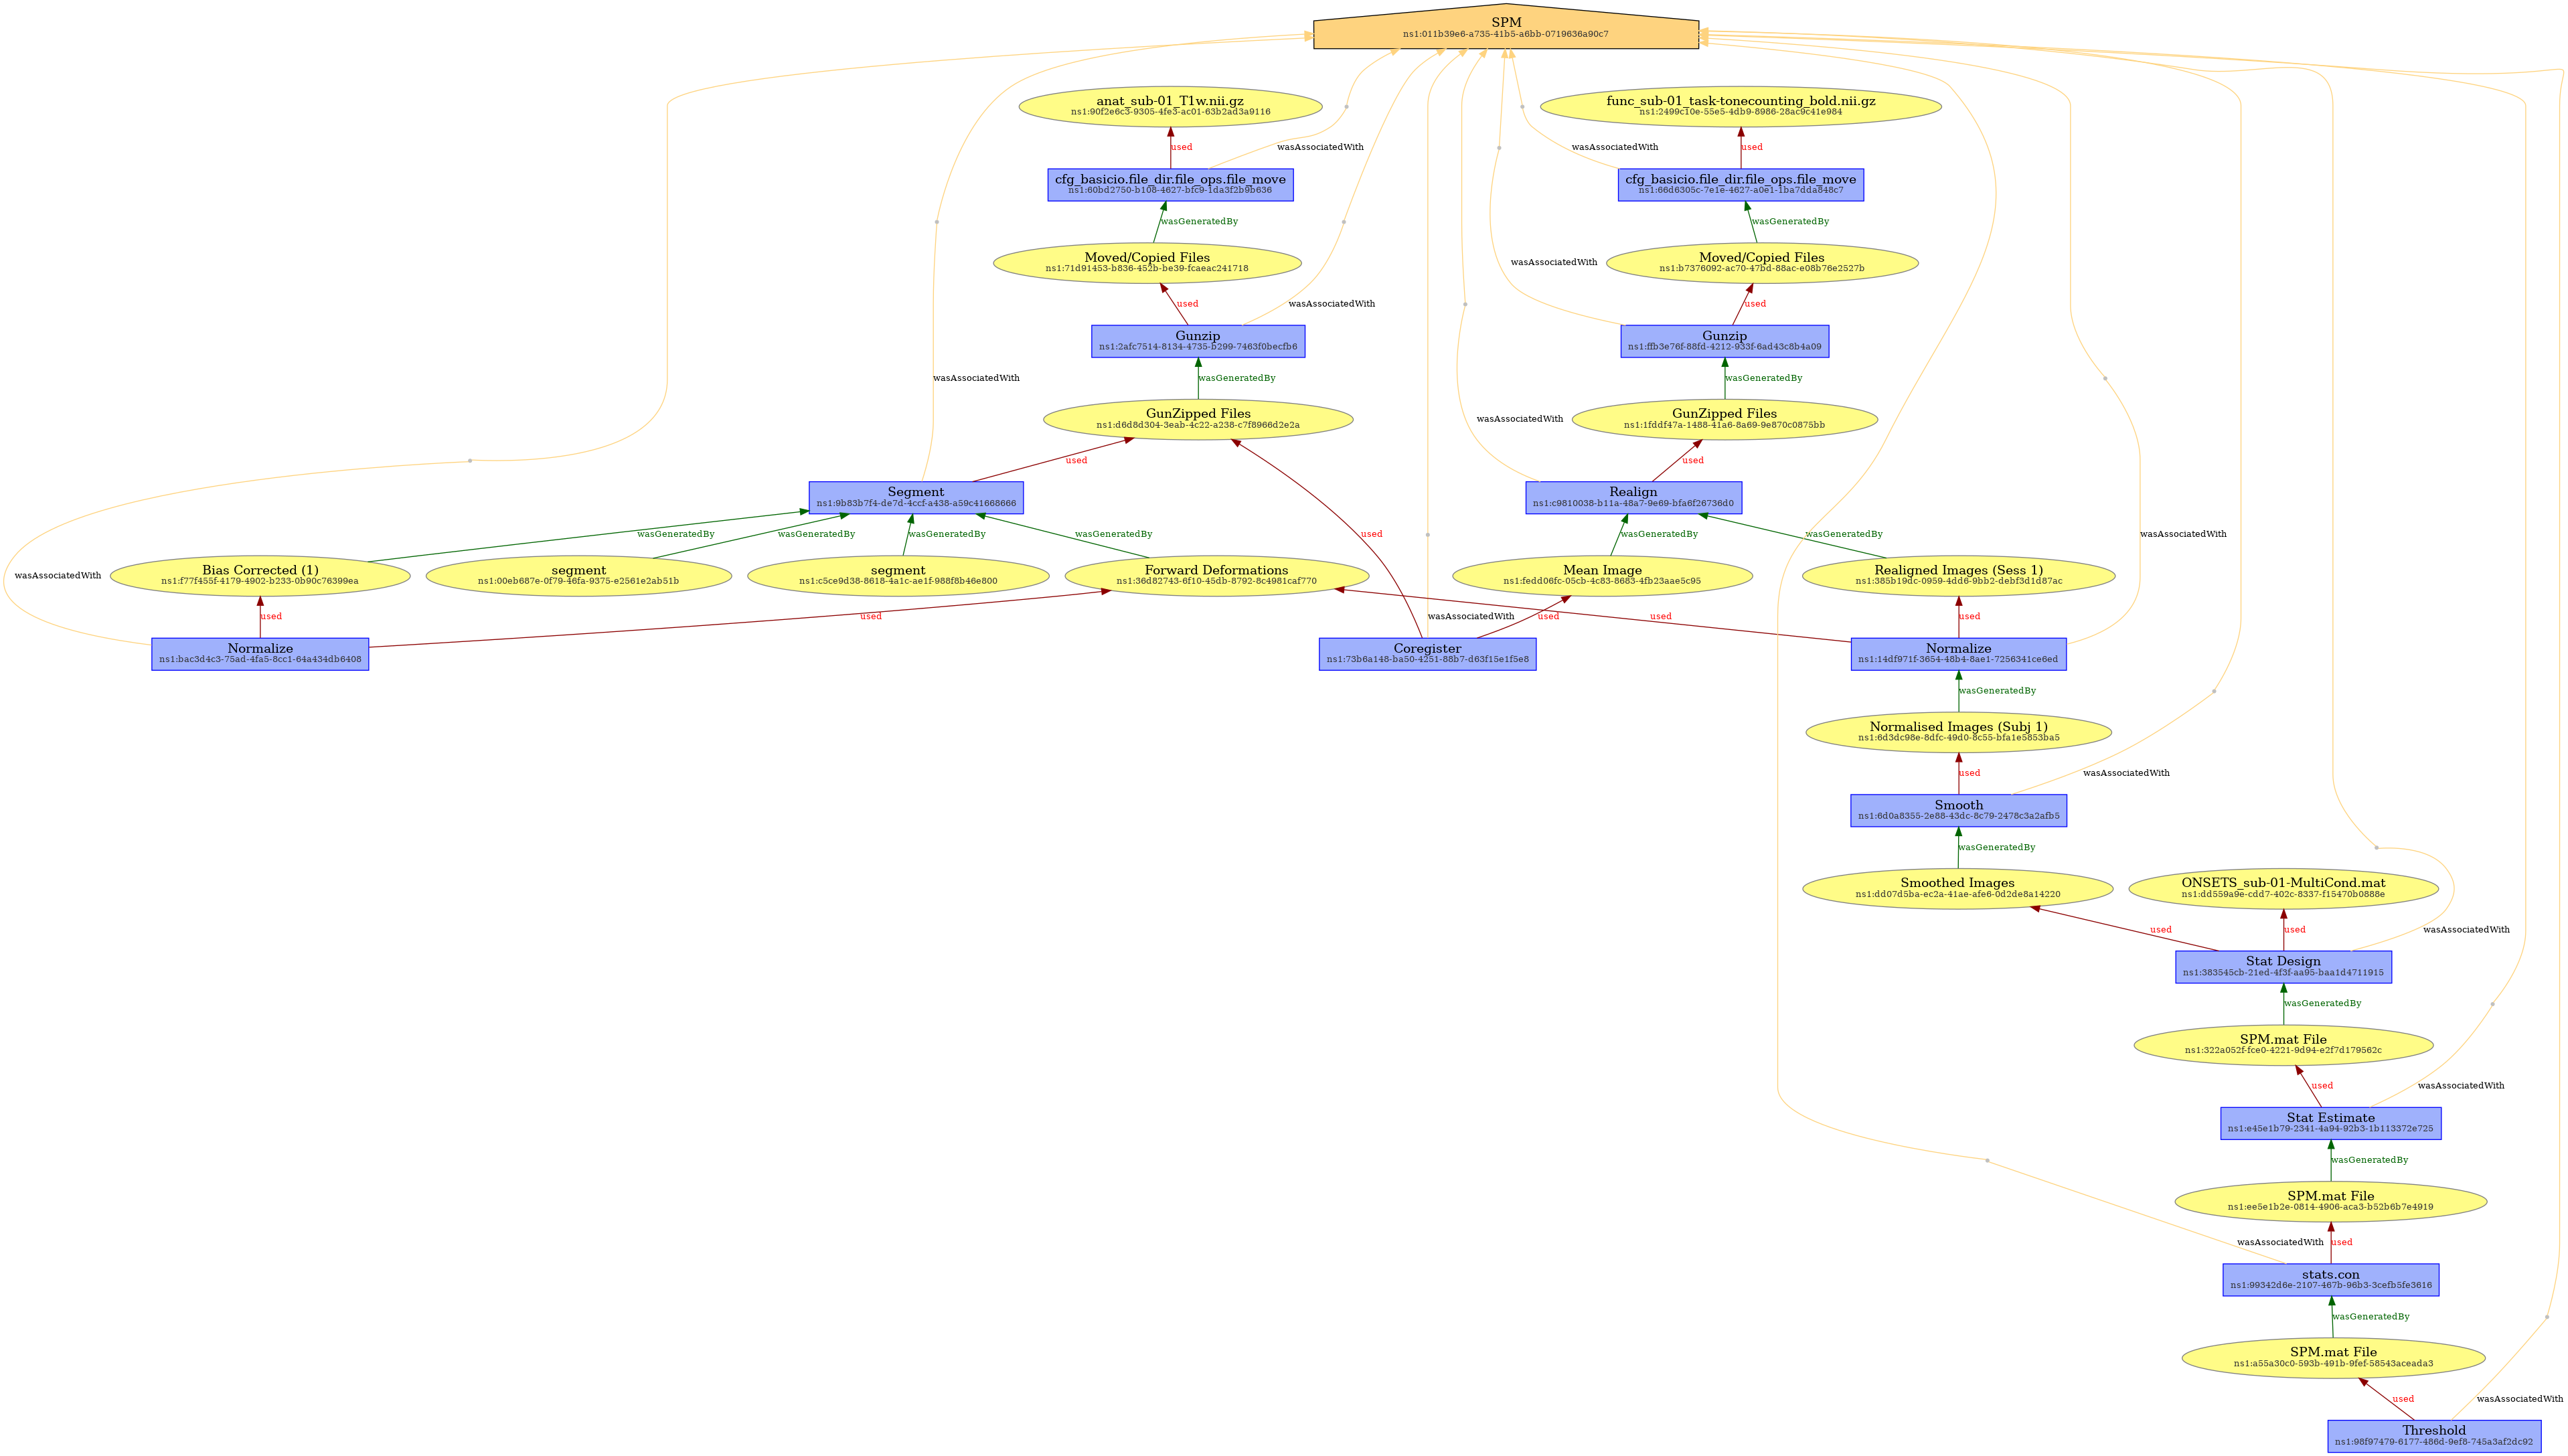 SPM
ns1:011b39e6-a735-41b5-a6bb-0719636a90c7
anat_sub-01_T1w.nii.gz
ns1:90f2e6c3-9305-4fe3-ac01-63b2ad3a9116
func_sub-01_task-tonecounting_bold.nii.gz
ns1:2499c10e-55e5-4db9-8986-28ac9c41e984
used
wasAssociatedWith
wasAssociatedWith
used
cfg_basicio.file_dir.file_ops.file_move
ns1:60bd2750-b108-4627-bfc9-1da3f2b9b636
cfg_basicio.file_dir.file_ops.file_move
ns1:66d6305c-7e1e-4627-a0e1-1ba7dda848c7
wasGeneratedBy
wasGeneratedBy
Moved/Copied Files
ns1:71d91453-b836-452b-be39-fcaeac241718
wasAssociatedWith
Moved/Copied Files
ns1:b7376092-ac70-47bd-88ac-e08b76e2527b
used
wasAssociatedWith
used
Gunzip
ns1:2afc7514-8134-4735-b299-7463f0becfb6
Gunzip
ns1:ffb3e76f-88fd-4212-933f-6ad43c8b4a09
wasAssociatedWith
wasGeneratedBy
wasGeneratedBy
GunZipped Files
ns1:d6d8d304-3eab-4c22-a238-c7f8966d2e2a
wasAssociatedWith
GunZipped Files
ns1:1fddf47a-1488-41a6-8a69-9e870c0875bb
used
used
Segment
ns1:9b83b7f4-de7d-4ccf-a438-a59c41668666
Realign
ns1:c9810038-b11a-48a7-9e69-bfa6f26736d0
wasGeneratedBy
wasGeneratedBy
wasGeneratedBy
wasGeneratedBy
used
wasGeneratedBy
wasGeneratedBy
wasAssociatedWith
wasAssociatedWith
Bias Corrected (1)
ns1:f77f455f-4179-4902-b233-0b90c76399ea
segment
ns1:00eb687e-0f79-46fa-9375-e2561e2ab51b
segment
ns1:c5ce9d38-8618-4a1c-ae1f-988f8b46e800
Forward Deformations
ns1:36d82743-6f10-45db-8792-8c4981caf770
Mean Image
ns1:fedd06fc-05cb-4c83-8683-4fb23aae5c95
Realigned Images (Sess 1)
ns1:385b19dc-0959-4dd6-9bb2-debf3d1d87ac
used
used
wasAssociatedWith
used
used
used
Normalize
ns1:bac3d4c3-75ad-4fa5-8cc1-64a434db6408
Coregister
ns1:73b6a148-ba50-4251-88b7-d63f15e1f5e8
Normalize
ns1:14df971f-3654-48b4-8ae1-7256341ce6ed
wasGeneratedBy
Normalised Images (Subj 1)
ns1:6d3dc98e-8dfc-49d0-8c55-bfa1e5853ba5
used
wasAssociatedWith
Smooth
ns1:6d0a8355-2e88-43dc-8c79-2478c3a2afb5
wasGeneratedBy
Smoothed Images
ns1:dd07d5ba-ec2a-41ae-afe6-0d2de8a14220
ONSETS_sub-01-MultiCond.mat
ns1:dd559a9e-cdd7-402c-8337-f15470b0888e
used
used
wasAssociatedWith
Stat Design
ns1:383545cb-21ed-4f3f-aa95-baa1d4711915
wasGeneratedBy
SPM.mat File
ns1:322a052f-fce0-4221-9d94-e2f7d179562c
used
wasAssociatedWith
Stat Estimate
ns1:e45e1b79-2341-4a94-92b3-1b113372e725
wasGeneratedBy
SPM.mat File
ns1:ee5e1b2e-0814-4906-aca3-b52b6b7e4919
wasAssociatedWith
used
stats.con
ns1:99342d6e-2107-467b-96b3-3cefb5fe3616
wasGeneratedBy
SPM.mat File
ns1:a55a30c0-593b-491b-9fef-58543aceada3
used
wasAssociatedWith
Threshold
ns1:98f97479-6177-486d-9ef8-745a3af2dc92